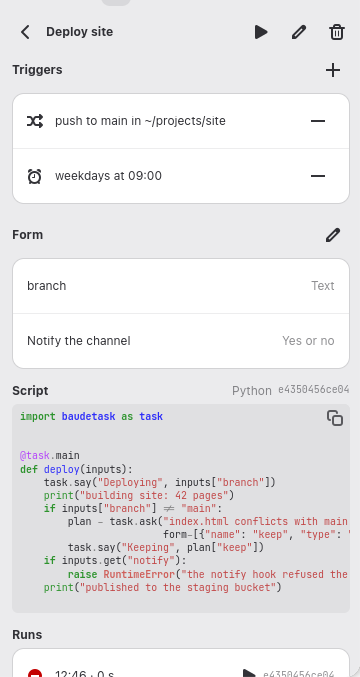 Deploy site
Triggers
push to main in ~/projects/site
weekdays at 09:00
Form
branch Text
Notify the channel Yes or no
Script Python e4350456ce04
import baudetask as task
@task.main
def deploy(inputs):
task.say("Deploying", inputs["branch"])
print("building site: 42 pages")
if inputs["branch"] ≠ "main":
plan = task.ask("index.html conflicts with main
form=[{"name": "keep", "type": "
task.say("Keeping", plan["keep"])
if inputs.get("notify"):
raise RuntimeError("the notify hook refused the
print("published to the staging bucket")
Runs
12:46 · 0 s e4350456ce04